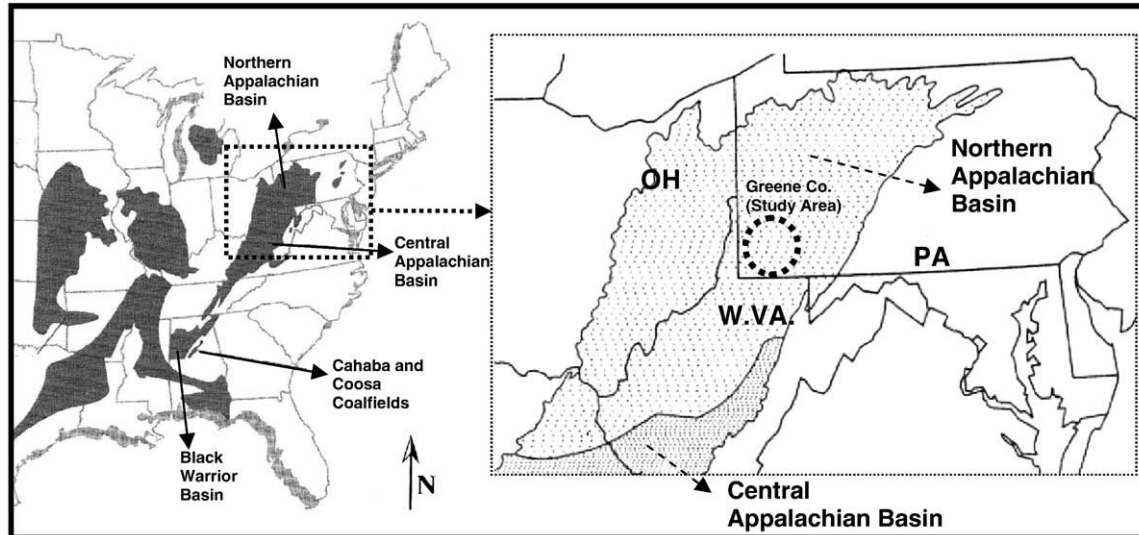 Northern
Appalachian
Basin
Central
Appalachian
Basin
Cahaba and
Coosa
Coalfields
Black
Warrior
Basin
N
OH
Greene Co.
(Study Area)
Northern
Appalachian
Basin
PA
W.VA.
Central
Appalachian Basin